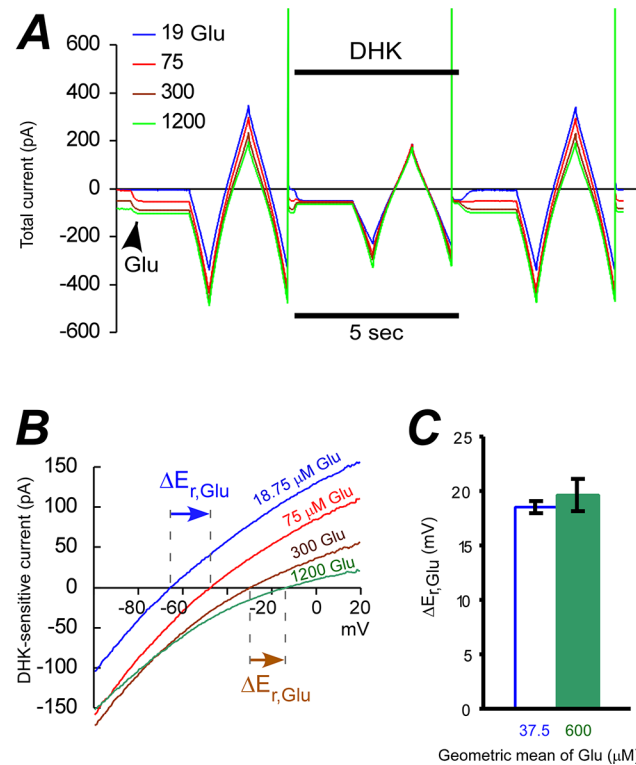 A
600
400
200
0
-200
-400
-600
Total current (pA)
19 Glu
75
300
1200
DHK
Glu
5 sec
B
150
100
50
0
-50
-100
-150
DHK-sensitive current (pA)
ΔEr,Glu
18.75 µM Glu
75 µM Glu
300 Glu
1200 Glu
-80 -60 -40 -20 0 20
mV
ΔEr,Glu
C
25
20
15
10
5
0
ΔEr,Glu (mV)
37.5 600
Geometric mean of Glu (µM)